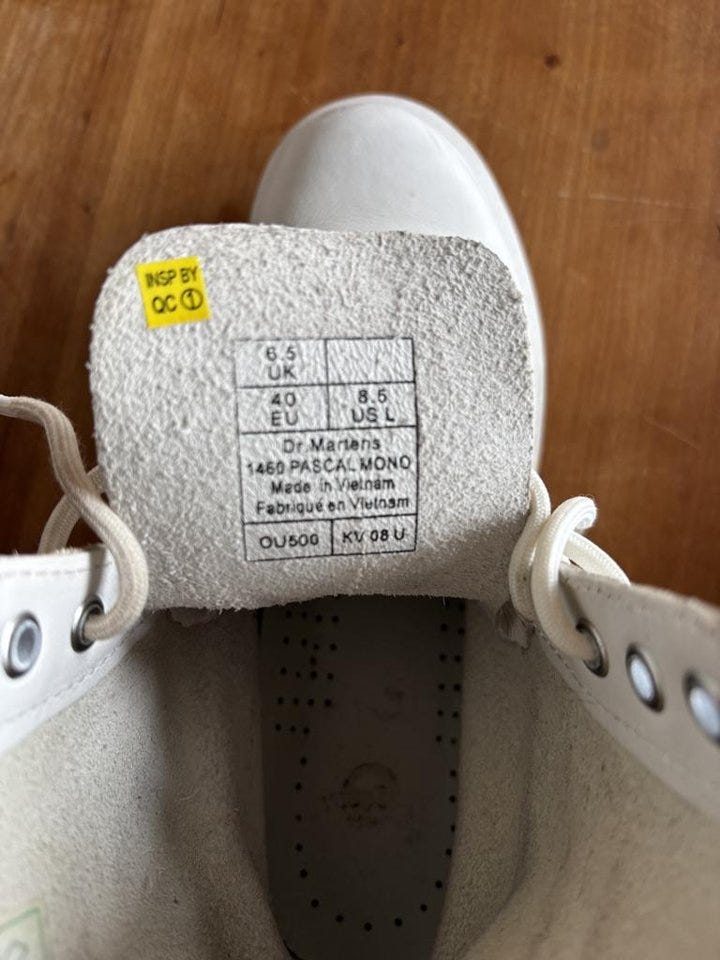 INSP BY
QC 1
6.5
UK
40
EU
8.5
US L
Dr. Martens
1460 PASCAL MONO
Made in Vietnam
Fabriqué en Vietnam
OU500
KV 08 U